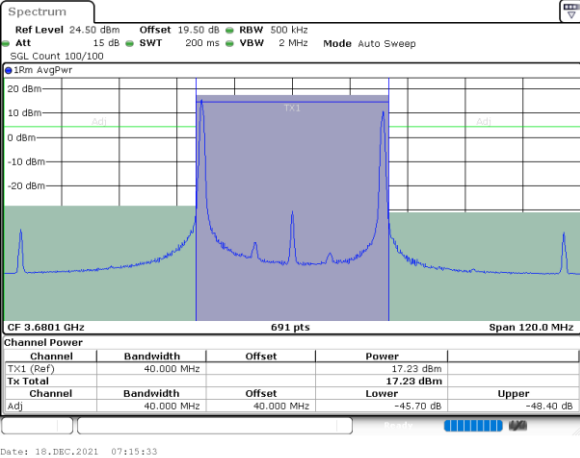 Spectrum
Ref Level 24.50 dBm Offset 19.50 dB RBW 500 kHz
Att 15 dB SWT 200 ms VBW 2 MHz Mode Auto Sweep
SGL Count 100/100
1Rm AvgPwr
20 dBm
TX1
10 dBm
Adj Adj
0 dBm
-10 dBm
-20 dBm
CF 3.6801 GHz 691 pts Span 120.0 MHz
Channel Power
Channel Bandwidth Offset Power
TX1 (Ref) 40.000 MHz 17.23 dBm
Tx Total 17.23 dBm
Channel Bandwidth Offset Lower Upper
Adj 40.000 MHz 40.000 MHz -45.70 dB -48.40 dB
Ready
Date: 18.DEC.2021 07:15:33